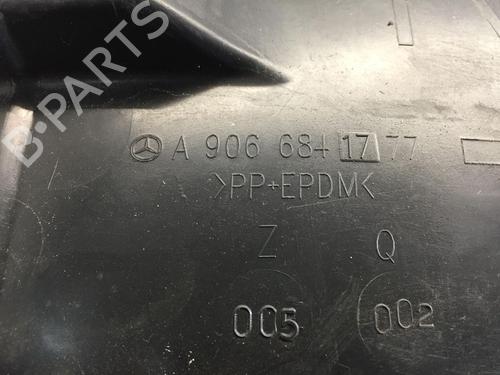 B-PARTS
A 906 684 17 77
>PP+EPDM<
Z Q
005 002